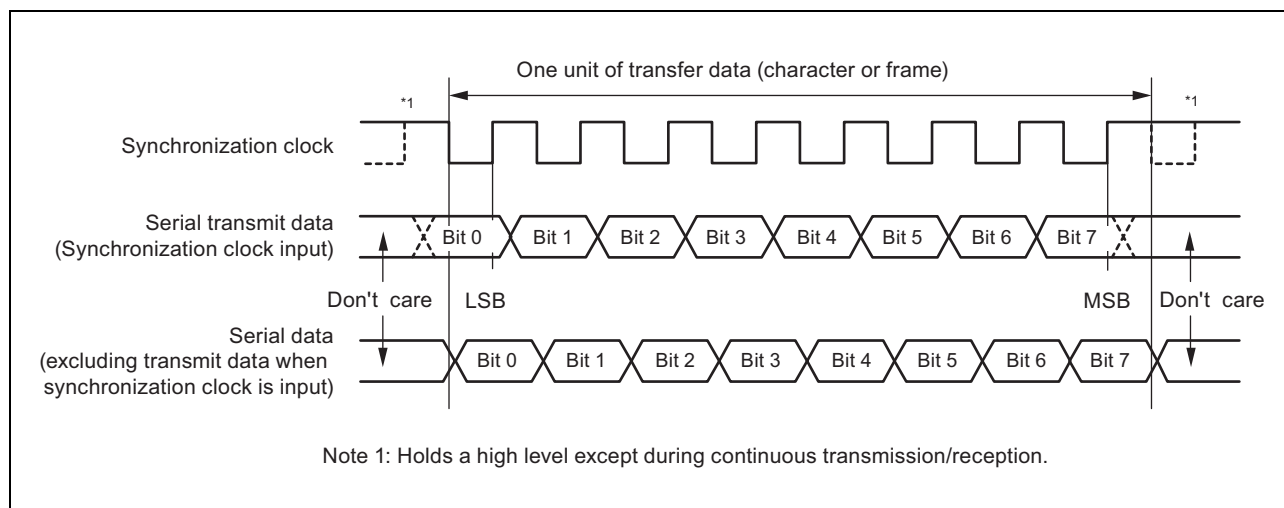 One unit of transfer data (character or frame)
*1
*1
Synchronization clock
Serial transmit data
(Synchronization clock input)
Bit 0 Bit 1 Bit 2 Bit 3 Bit 4 Bit 5 Bit 6 Bit 7
Don't care LSB MSB Don't care
Serial data
(excluding transmit data when
synchronization clock is input)
Bit 0 Bit 1 Bit 2 Bit 3 Bit 4 Bit 5 Bit 6 Bit 7
Note 1: Holds a high level except during continuous transmission/reception.